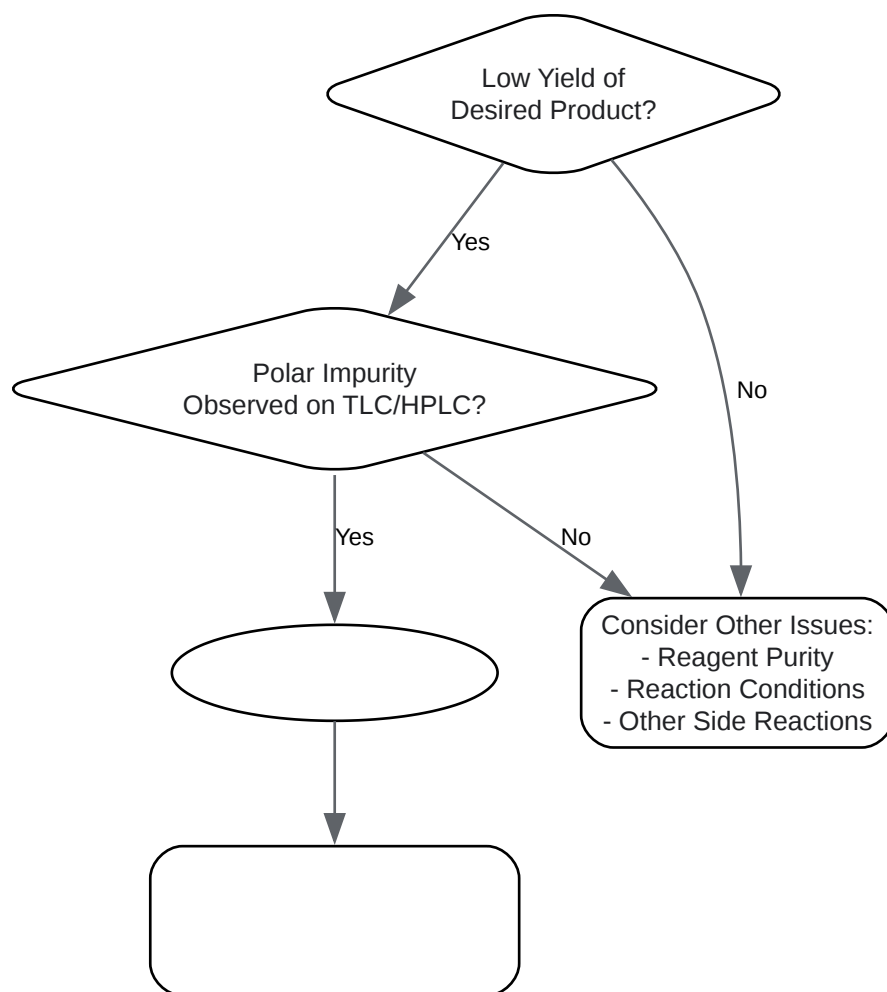 Low Yield of
Desired Product?
Yes
No
Polar Impurity
Observed on TLC/HPLC?
Yes
No
Consider Other Issues:
- Reagent Purity
- Reaction Conditions
- Other Side Reactions